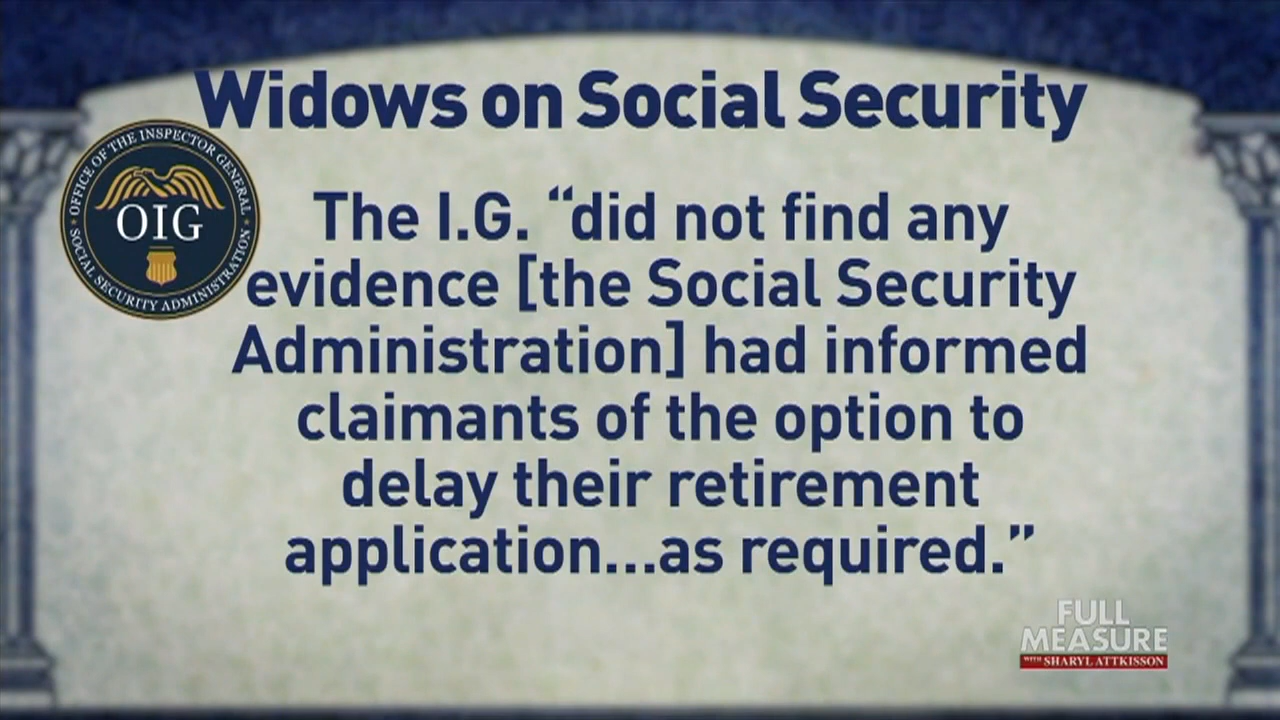 Widows on Social Security
OFFICE OF THE INSPECTOR GENERAL
OIG
SOCIAL SECURITY ADMINISTRATION
The I.G. “did not find any
evidence [the Social Security
Administration] had informed
claimants of the option to
delay their retirement
application...as required.”
FULL
MEASURE
WITH SHARYL ATTKISSON